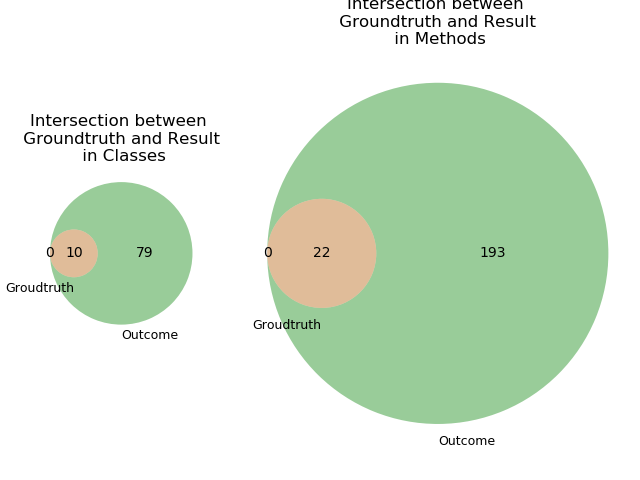 Intersection between
Groundtruth and Result
in Classes
0
10
79
Groudtruth
Outcome
Intersection between
Groundtruth and Result
in Methods
0
22
193
Groudtruth
Outcome